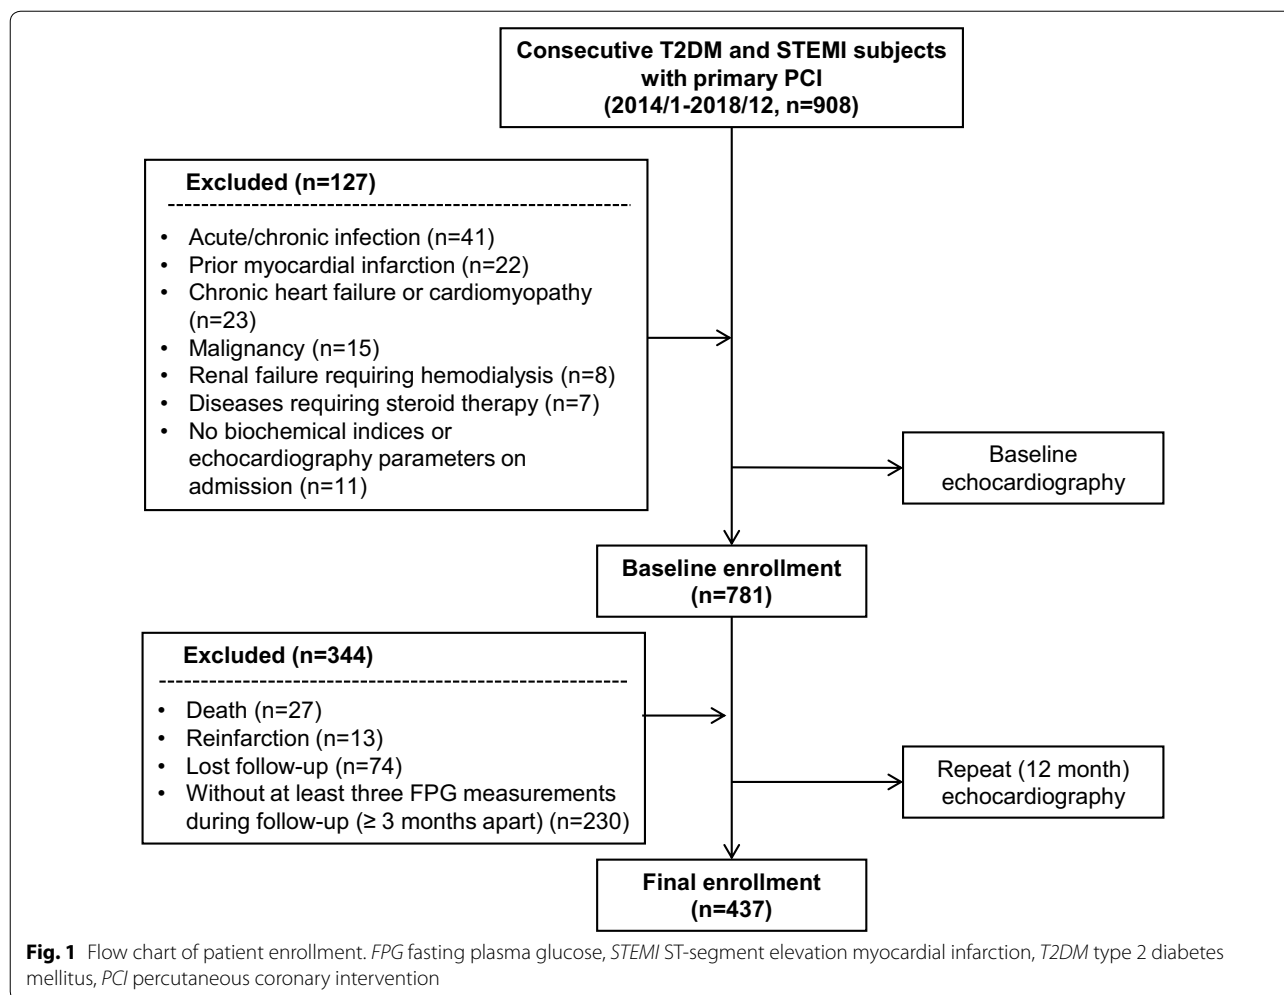 Consecutive T2DM and STEMI subjects
with primary PCI
(2014/1-2018/12, n=908)
Excluded (n=127)
• Acute/chronic infection (n=41)
• Prior myocardial infarction (n=22)
• Chronic heart failure or cardiomyopathy
(n=23)
• Malignancy (n=15)
• Renal failure requiring hemodialysis (n=8)
• Diseases requiring steroid therapy (n=7)
• No biochemical indices or
echocardiography parameters on
admission (n=11)
Baseline
echocardiography
Baseline enrollment
(n=781)
Excluded (n=344)
• Death (n=27)
• Reinfarction (n=13)
• Lost follow-up (n=74)
• Without at least three FPG measurements
during follow-up (≥ 3 months apart) (n=230)
Repeat (12 month)
echocardiography
Final enrollment
(n=437)
Fig. 1 Flow chart of patient enrollment. FPG fasting plasma glucose, STEMI ST-segment elevation myocardial infarction, T2DM type 2 diabetes
mellitus, PCI percutaneous coronary intervention